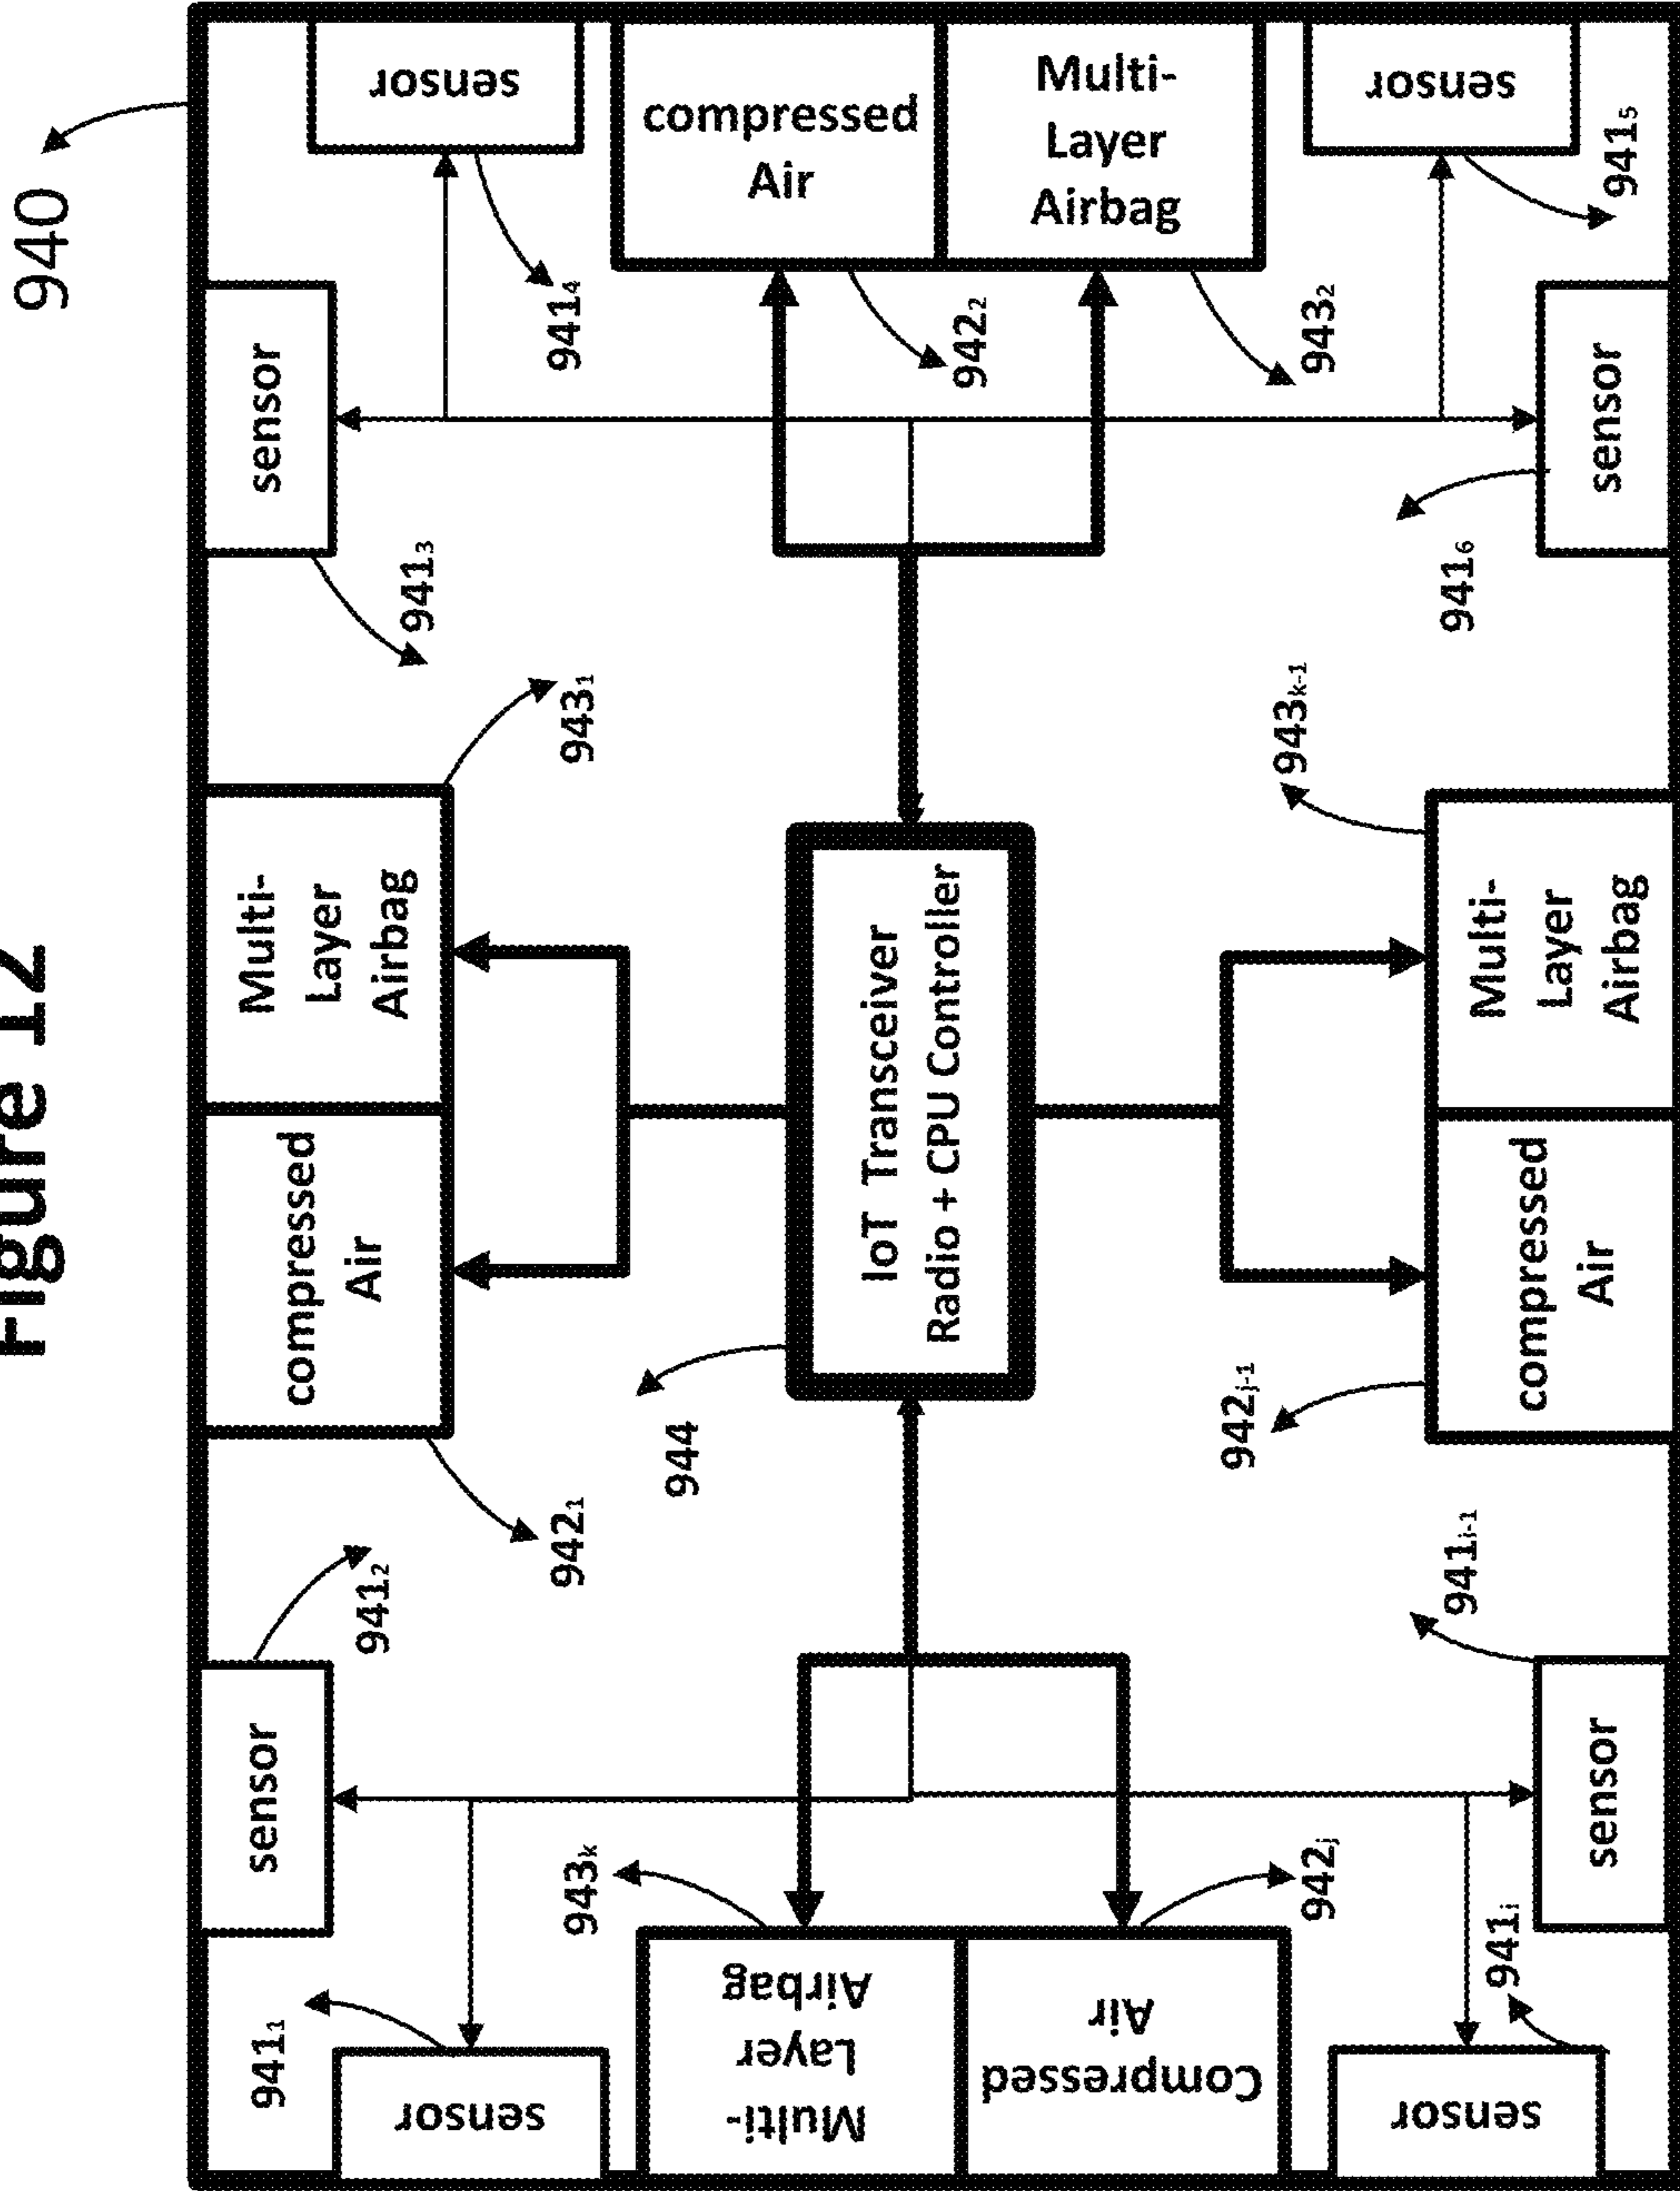 Figure 12
940
sensor
941₁
sensor
941₂
compressed
Air
942₁
Multi-
Layer
Airbag
943₁
sensor
941₃
sensor
941₄
Multi-
Layer
Airbag
943ₖ
Compressed
Air
942ⱼ
944
IoT Transceiver
Radio + CPU Controller
compressed
Air
942₂
Multi-
Layer
Airbag
943₂
sensor
941ᵢ
sensor
941ᵢ₋₁
compressed
Air
942ⱼ₋₁
Multi-
Layer
Airbag
943ₖ₋₁
sensor
941₆
sensor
941₅